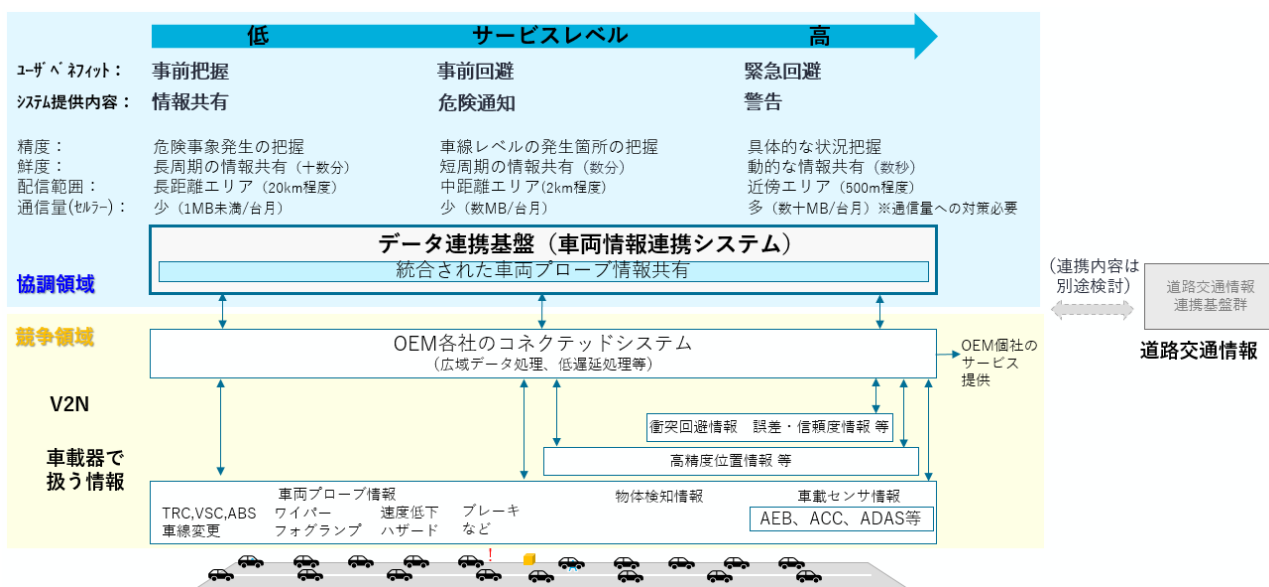 低 サービスレベル 高
ユーザベネフィット： 事前把握 事前回避 緊急回避
システム提供内容： 情報共有 危険通知 警告
精度： 危険事象発生の把握 車線レベルの発生箇所の把握 具体的な状況把握
鮮度： 長周期の情報共有（十数分） 短周期の情報共有（数分） 動的な情報共有（数秒）
配信範囲： 長距離エリア（20km程度） 中距離エリア(2km程度） 近傍エリア（500m程度）
通信量(ｾﾙﾗｰ)： 少（1MB未満/台月） 少（数MB/台月） 多（数十MB/台月）※通信量への対策必要
データ連携基盤（車両情報連携システム）
統合された車両プローブ情報共有
協調領域
（連携内容は
別途検討）
道路交通情報
連携基盤群
道路交通情報
競争領域
OEM各社のコネクテッドシステム
（広域データ処理、低遅延処理等）
OEM個社の
サービス
提供
V2N
衝突回避情報 誤差・信頼度情報 等
高精度位置情報 等
車載器で
扱う情報
車両プローブ情報 物体検知情報 車載センサ情報
TRC,VSC,ABS ワイパー 速度低下 ブレーキ
車線変更 フォグランプ ハザード など
AEB、ACC、ADAS等
!